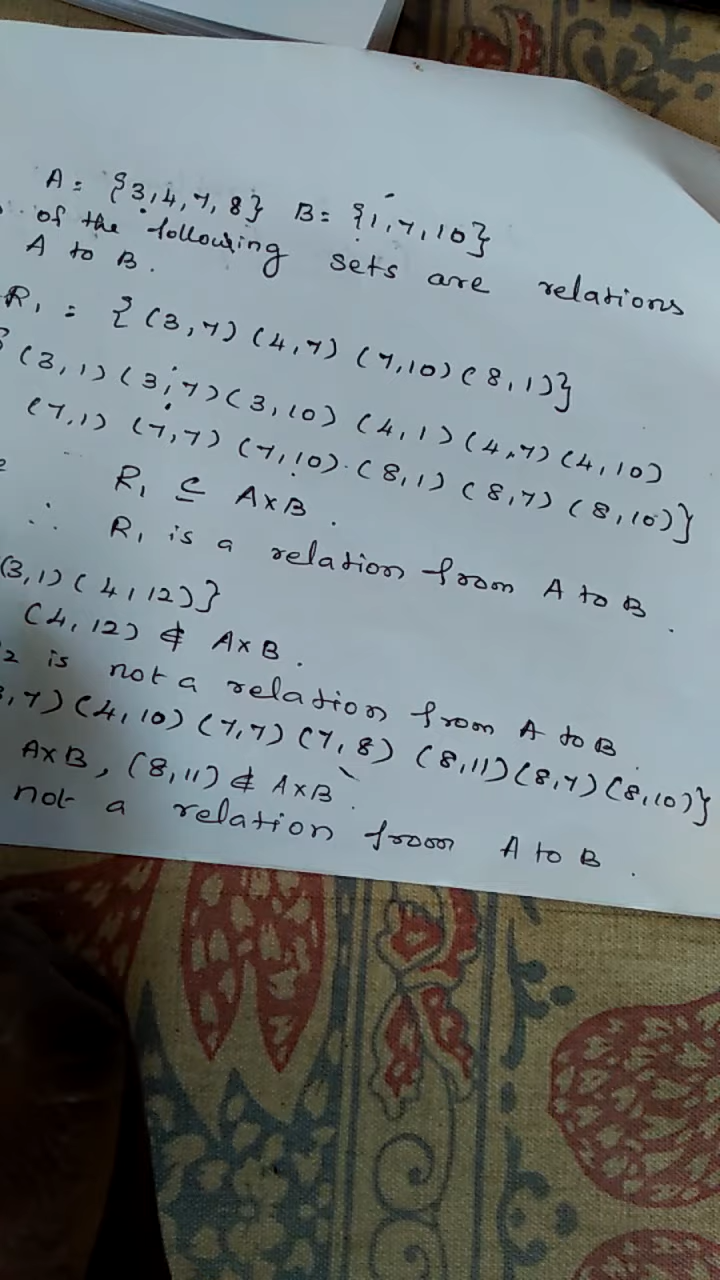 A = {3,4,7,8} B = {1,7,10}
of the following sets are relations
A to B.
R₁ = {(3,7) (4,7) (7,10) (8,1)}
{(3,1) (3,7) (3,10) (4,1) (4,7) (4,10)
(7,1) (7,7) (7,10) (8,1) (8,7) (8,10)}
R₁ ⊆ A×B.
∴ R₁ is a relation from A to B.
(3,1) (4,12)}
(4,12) ∉ A×B.
2 is not a relation from A to B.
,7) (4,10) (7,7) (7,8) (8,11) (8,7) (8,10)}
A×B, (8,11) ∉ A×B.
not a relation from A to B.